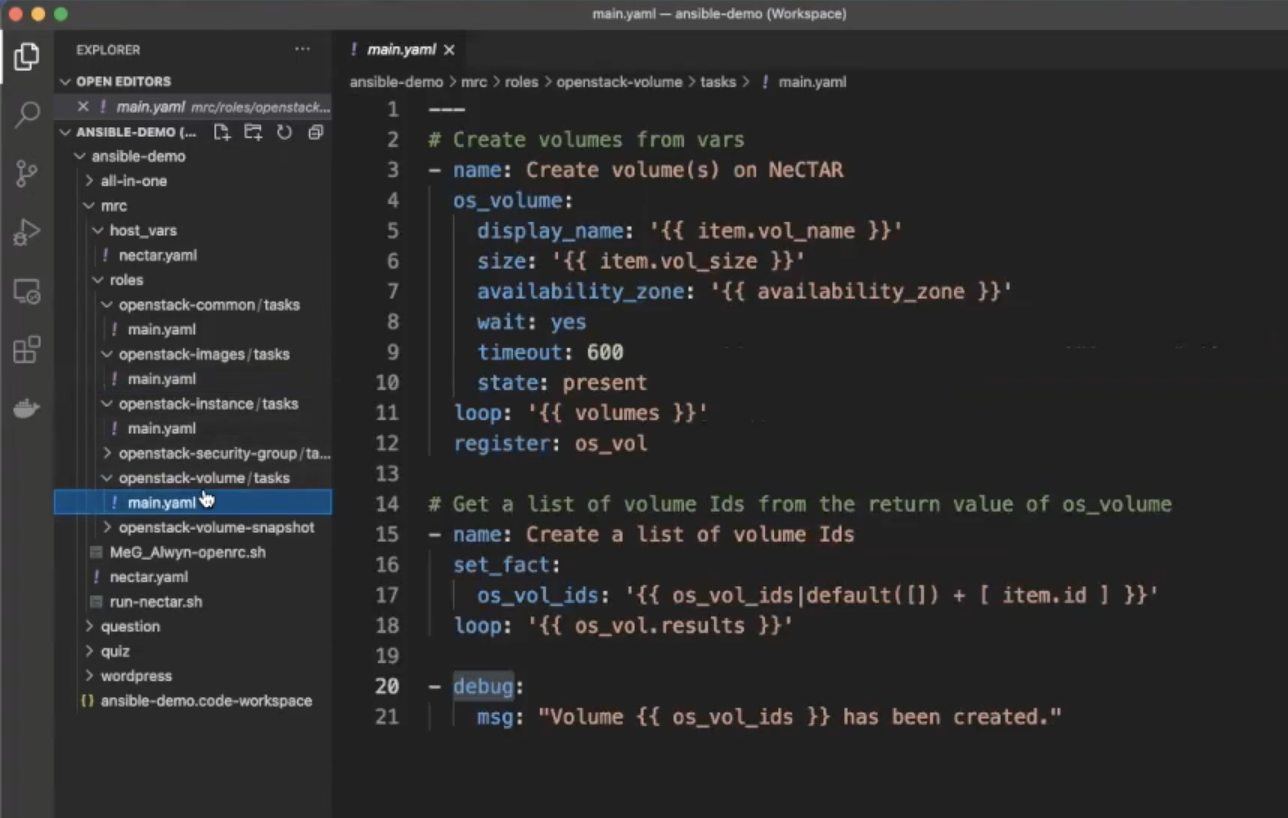 main.yaml — ansible-demo (Workspace)
EXPLORER ···
OPEN EDITORS
× ! main.yaml mrc/roles/openstack...
ANSIBLE-DEMO (...
ansible-demo
all-in-one
mrc
host_vars
! nectar.yaml
roles
openstack-common/tasks
! main.yaml
openstack-images/tasks
! main.yaml
openstack-instance/tasks
! main.yaml
openstack-security-group/ta...
openstack-volume/tasks
! main.yaml
openstack-volume-snapshot
MeG_Alwyn-openrc.sh
! nectar.yaml
run-nectar.sh
question
quiz
wordpress
{} ansible-demo.code-workspace
! main.yaml ×
ansible-demo > mrc > roles > openstack-volume > tasks > ! main.yaml
1 ---
2 # Create volumes from vars
3 - name: Create volume(s) on NeCTAR
4 os_volume:
5 display_name: '{{ item.vol_name }}'
6 size: '{{ item.vol_size }}'
7 availability_zone: '{{ availability_zone }}'
8 wait: yes
9 timeout: 600
10 state: present
11 loop: '{{ volumes }}'
12 register: os_vol
13
14 # Get a list of volume Ids from the return value of os_volume
15 - name: Create a list of volume Ids
16 set_fact:
17 os_vol_ids: '{{ os_vol_ids|default([]) + [ item.id ] }}'
18 loop: '{{ os_vol.results }}'
19
20 - debug:
21 msg: "Volume {{ os_vol_ids }} has been created."